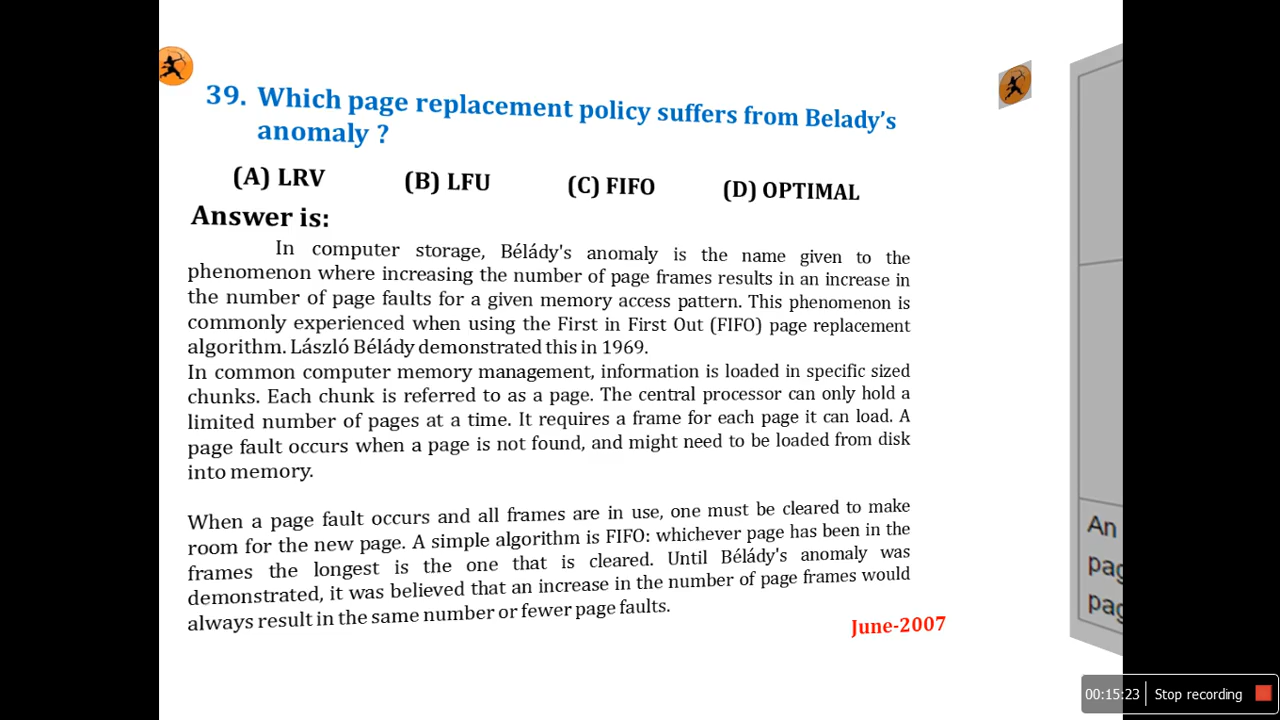 39. Which page replacement policy suffers from Belady's
anomaly ?
(A) LRV (B) LFU (C) FIFO (D) OPTIMAL
Answer is:
In computer storage, Bélády's anomaly is the name given to the
phenomenon where increasing the number of page frames results in an increase in
the number of page faults for a given memory access pattern. This phenomenon is
commonly experienced when using the First in First Out (FIFO) page replacement
algorithm. László Bélády demonstrated this in 1969.
In common computer memory management, information is loaded in specific sized
chunks. Each chunk is referred to as a page. The central processor can only hold a
limited number of pages at a time. It requires a frame for each page it can load. A
page fault occurs when a page is not found, and might need to be loaded from disk
into memory.
When a page fault occurs and all frames are in use, one must be cleared to make
room for the new page. A simple algorithm is FIFO: whichever page has been in the
frames the longest is the one that is cleared. Until Bélády's anomaly was
demonstrated, it was believed that an increase in the number of page frames would
always result in the same number or fewer page faults.
June-2007
An
00:15:23 Stop recording